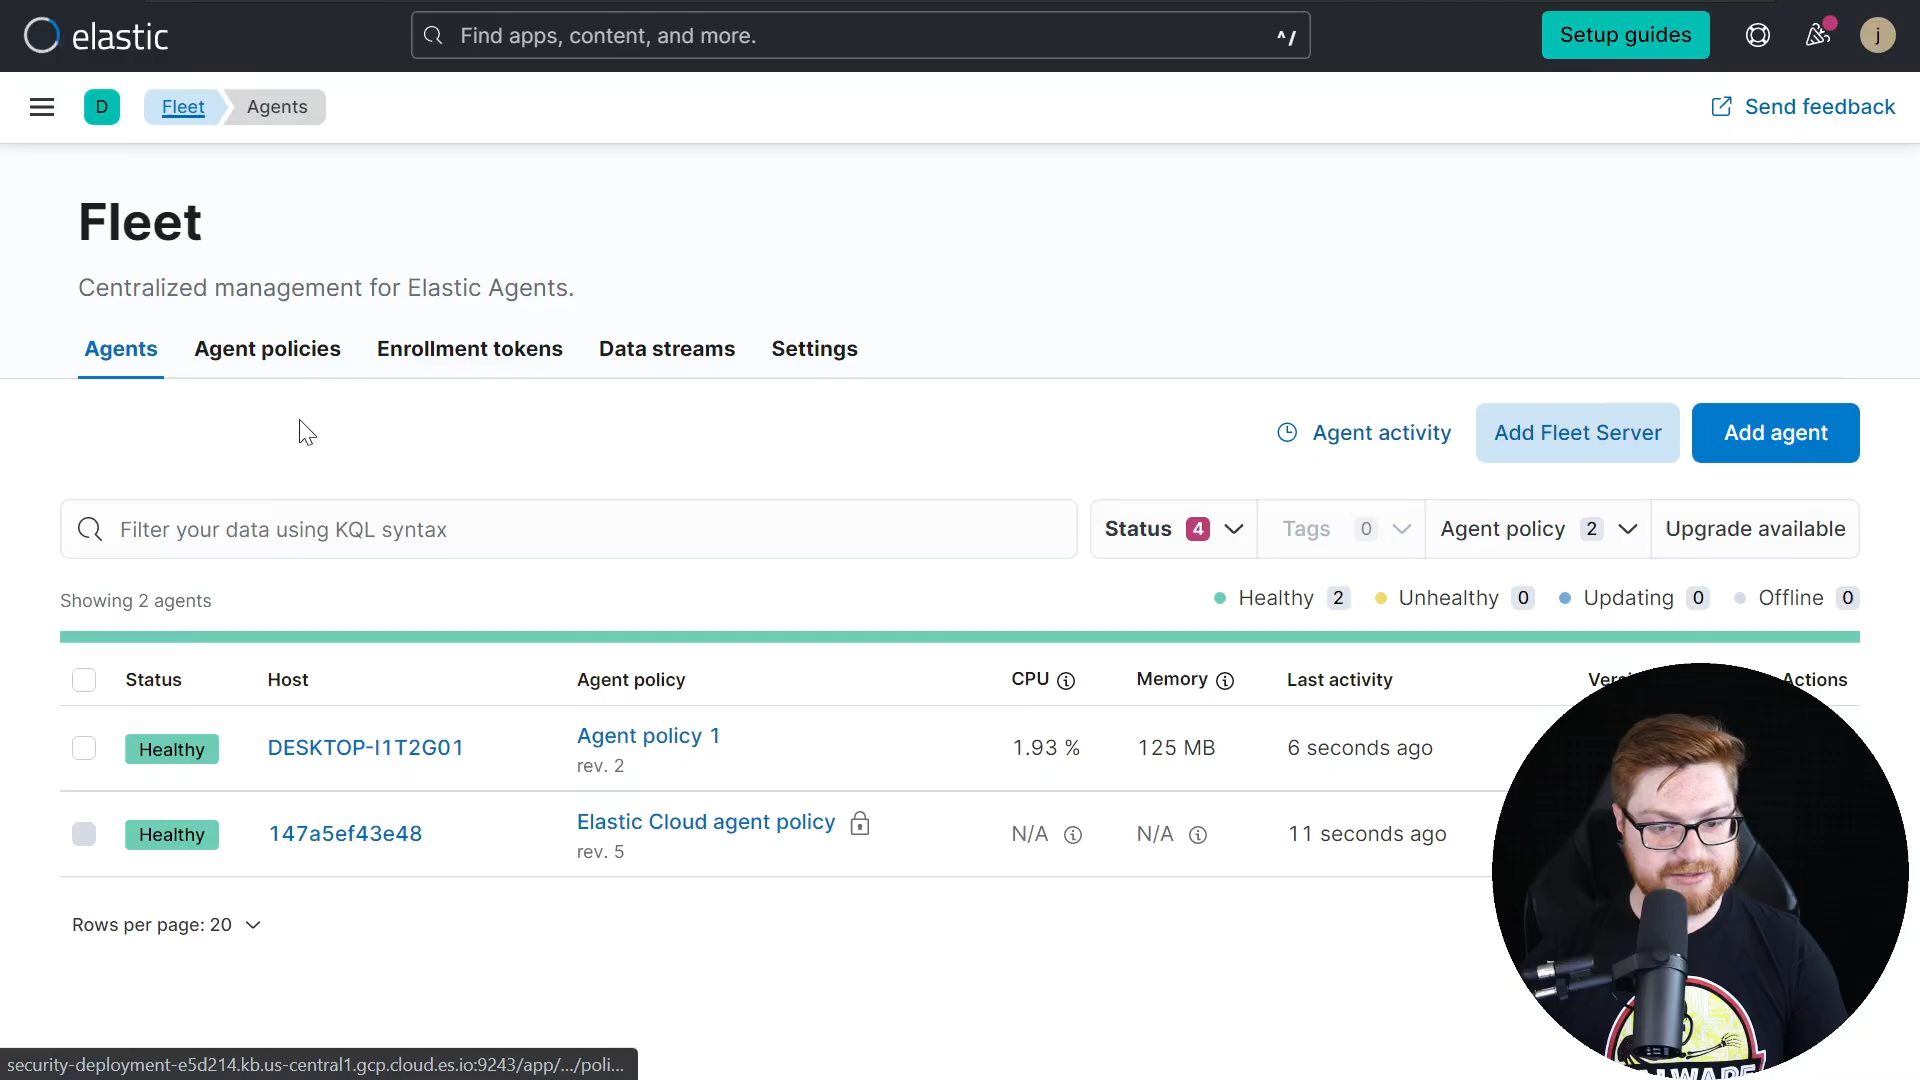 elastic
Find apps, content, and more.
^/
Setup guides
j
D
Fleet
Agents
Send feedback
Fleet
Centralized management for Elastic Agents.
Agents
Agent policies
Enrollment tokens
Data streams
Settings
Agent activity
Add Fleet Server
Add agent
Filter your data using KQL syntax
Status 4
Tags 0
Agent policy 2
Upgrade available
Showing 2 agents
Healthy 2
Unhealthy 0
Updating 0
Offline 0
Status Host Agent policy CPU Memory Last activity Actions
Healthy DESKTOP-I1T2G01 Agent policy 1 1.93 % 125 MB 6 seconds ago
rev. 2
Healthy 147a5ef43e48 Elastic Cloud agent policy N/A N/A 11 seconds ago
rev. 5
Rows per page: 20
security-deployment-e5d214.kb.us-central1.gcp.cloud.es.io:9243/app/.../poli...